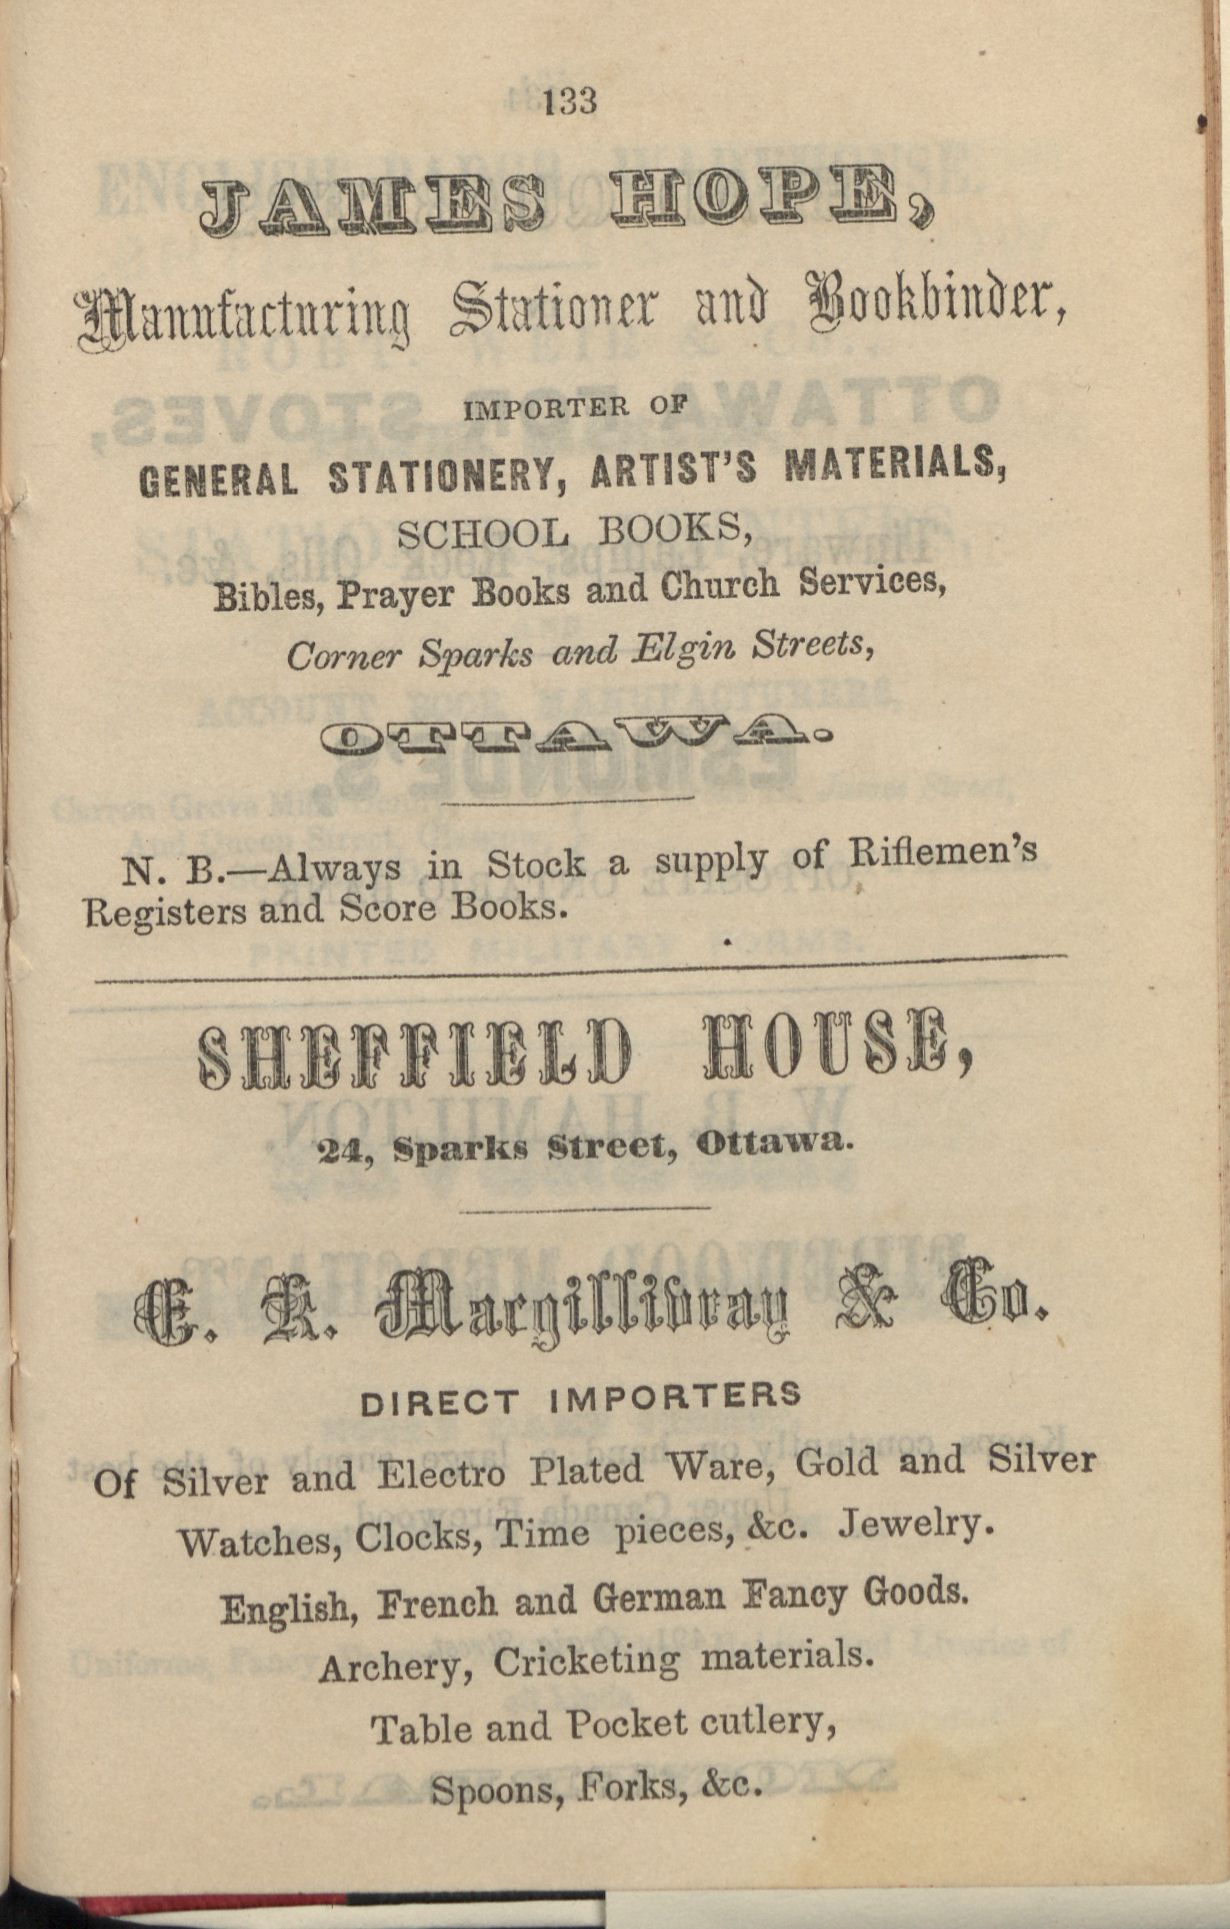 133
JAMES HOPE,
Manufacturing Stationer and Bookbinder,
IMPORTER OF
GENERAL STATIONERY, ARTIST'S MATERIALS,
SCHOOL BOOKS,
Bibles, Prayer Books and Church Services,
Corner Sparks and Elgin Streets,
OTTAWA.
N. B.—Always in Stock a supply of Riflemen's
Registers and Score Books.
SHEFFIELD HOUSE,
24, Sparks Street, Ottawa.
E. K. Macgillivray & Co.
DIRECT IMPORTERS
Of Silver and Electro Plated Ware, Gold and Silver
Watches, Clocks, Time pieces, &c. Jewelry.
English, French and German Fancy Goods.
Archery, Cricketing materials.
Table and Pocket cutlery,
Spoons, Forks, &c.